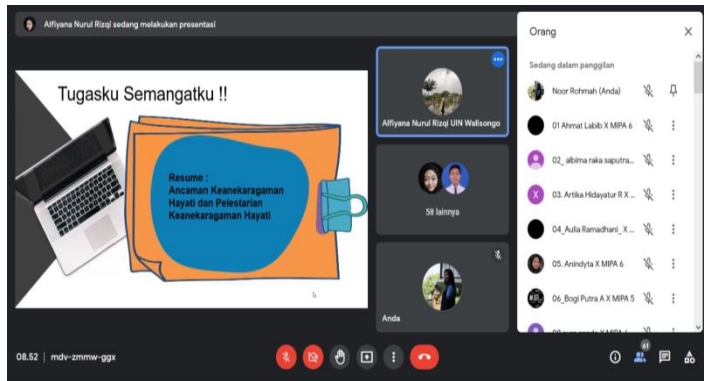 Alfiyana Nurul Rizqi sedang melakukan presentasi
Tugasku Semangatku !!
Resume :
Ancaman Keanekaragaman
Hayati dan Pelestarian
Keanekaragaman Hayati
Alfiyana Nurul Rizqi UIN Walisongo
58 lainnya
Anda
Orang
Sedang dalam panggilan
Noor Rohmah (Anda)
01 Ahmat Labib X MIPA 6
02_ albima raka saputra...
X
03. Artika Hidayatur R X ...
04_Aulia Ramadhani_ X ...
05. Anindyta X MIPA 6
06_Bogi Putra A X MIPA 5
08.52 | mdv-zmmw-ggx
61